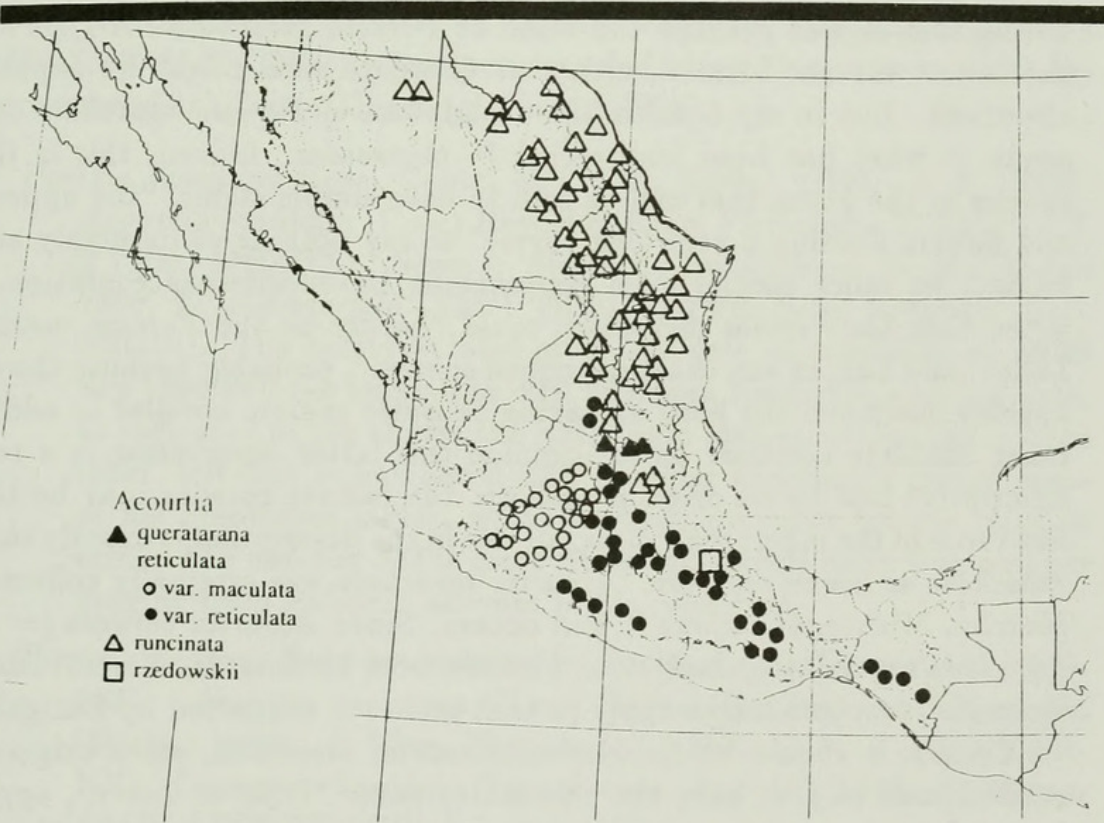 Acourtia
queratarana
reticulata
var. maculata
var. reticulata
runcinata
rzedowskii